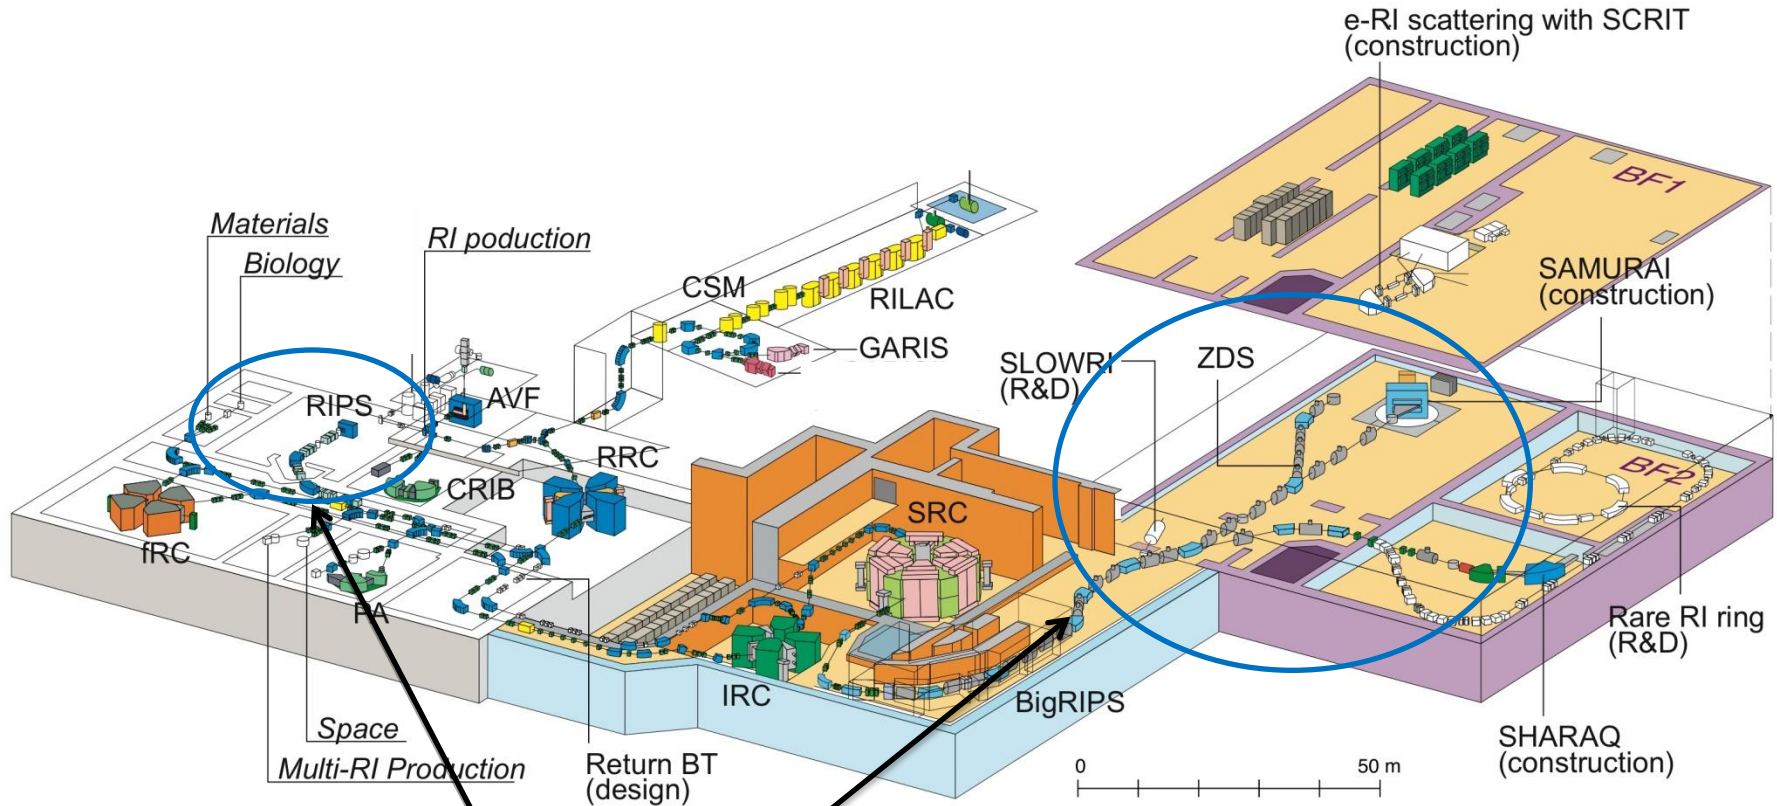 e-RI scattering with SCRIT
(construction)
BF1
Materials
Biology
RI poduction
CSM
RILAC
GARIS
SAMURAI
(construction)
SLOWRI
(R&D)
ZDS
RIPS
AVF
RRC
CRIB
fRC
SRC
BF2
PA
IRC
BigRIPS
Rare RI ring
(R&D)
Space
Multi-RI Production
Return BT
(design)
SHARAQ
(construction)
0 50 m